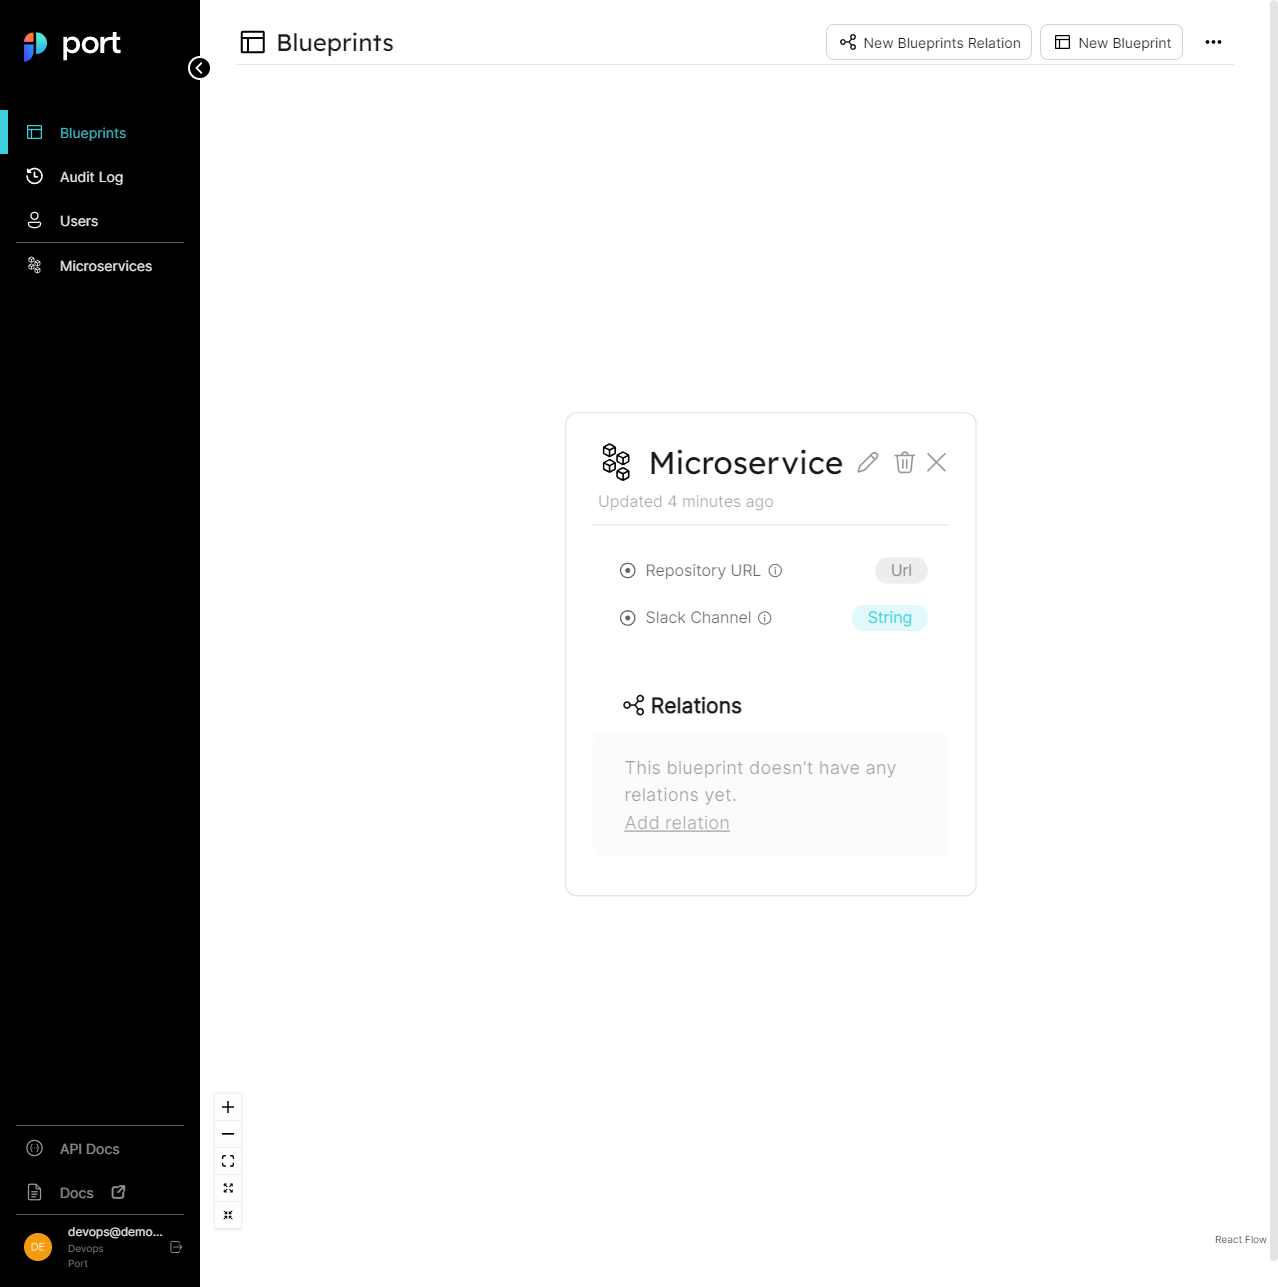 port
Blueprints
Audit Log
Users
Microservices
API Docs
Docs
DE
devops@demo...
Devops
Port
Blueprints
New Blueprints Relation
New Blueprint
Microservice
Updated 4 minutes ago
Repository URL
Url
Slack Channel
String
Relations
This blueprint doesn't have any
relations yet.
Add relation
React Flow